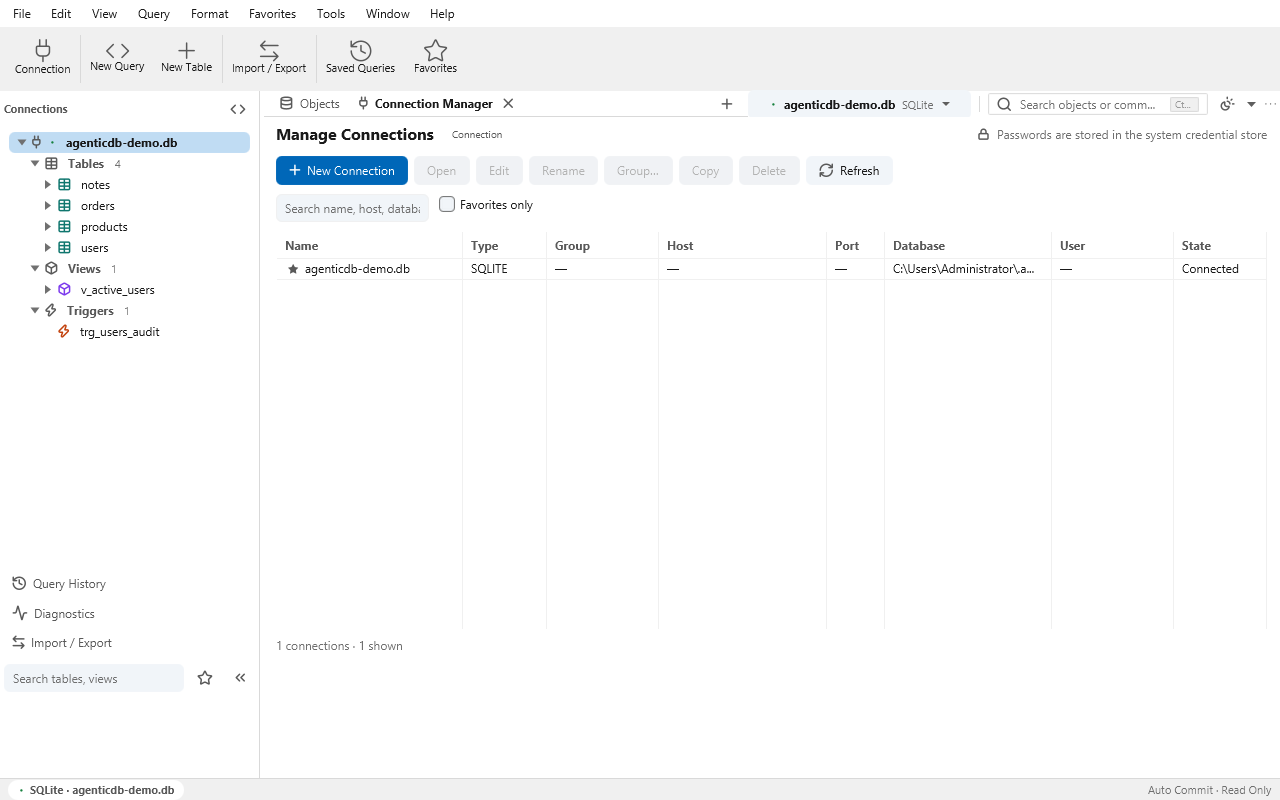 File Edit View Query Format Favorites Tools Window Help
Connection New Query New Table Import / Export Saved Queries Favorites
Connections
agenticdb-demo.db
Tables 4
notes
orders
products
users
Views 1
v_active_users
Triggers 1
trg_users_audit
Query History
Diagnostics
Import / Export
Search tables, views
Objects Connection Manager agenticdb-demo.db SQLite Search objects or comm... Ct...
Manage Connections Connection Passwords are stored in the system credential store
New Connection Open Edit Rename Group... Copy Delete Refresh
Search name, host, databa Favorites only
Name Type Group Host Port Database User State
agenticdb-demo.db SQLITE — — — C:\Users\Administrator\.a... — Connected
1 connections · 1 shown
SQLite · agenticdb-demo.db Auto Commit · Read Only